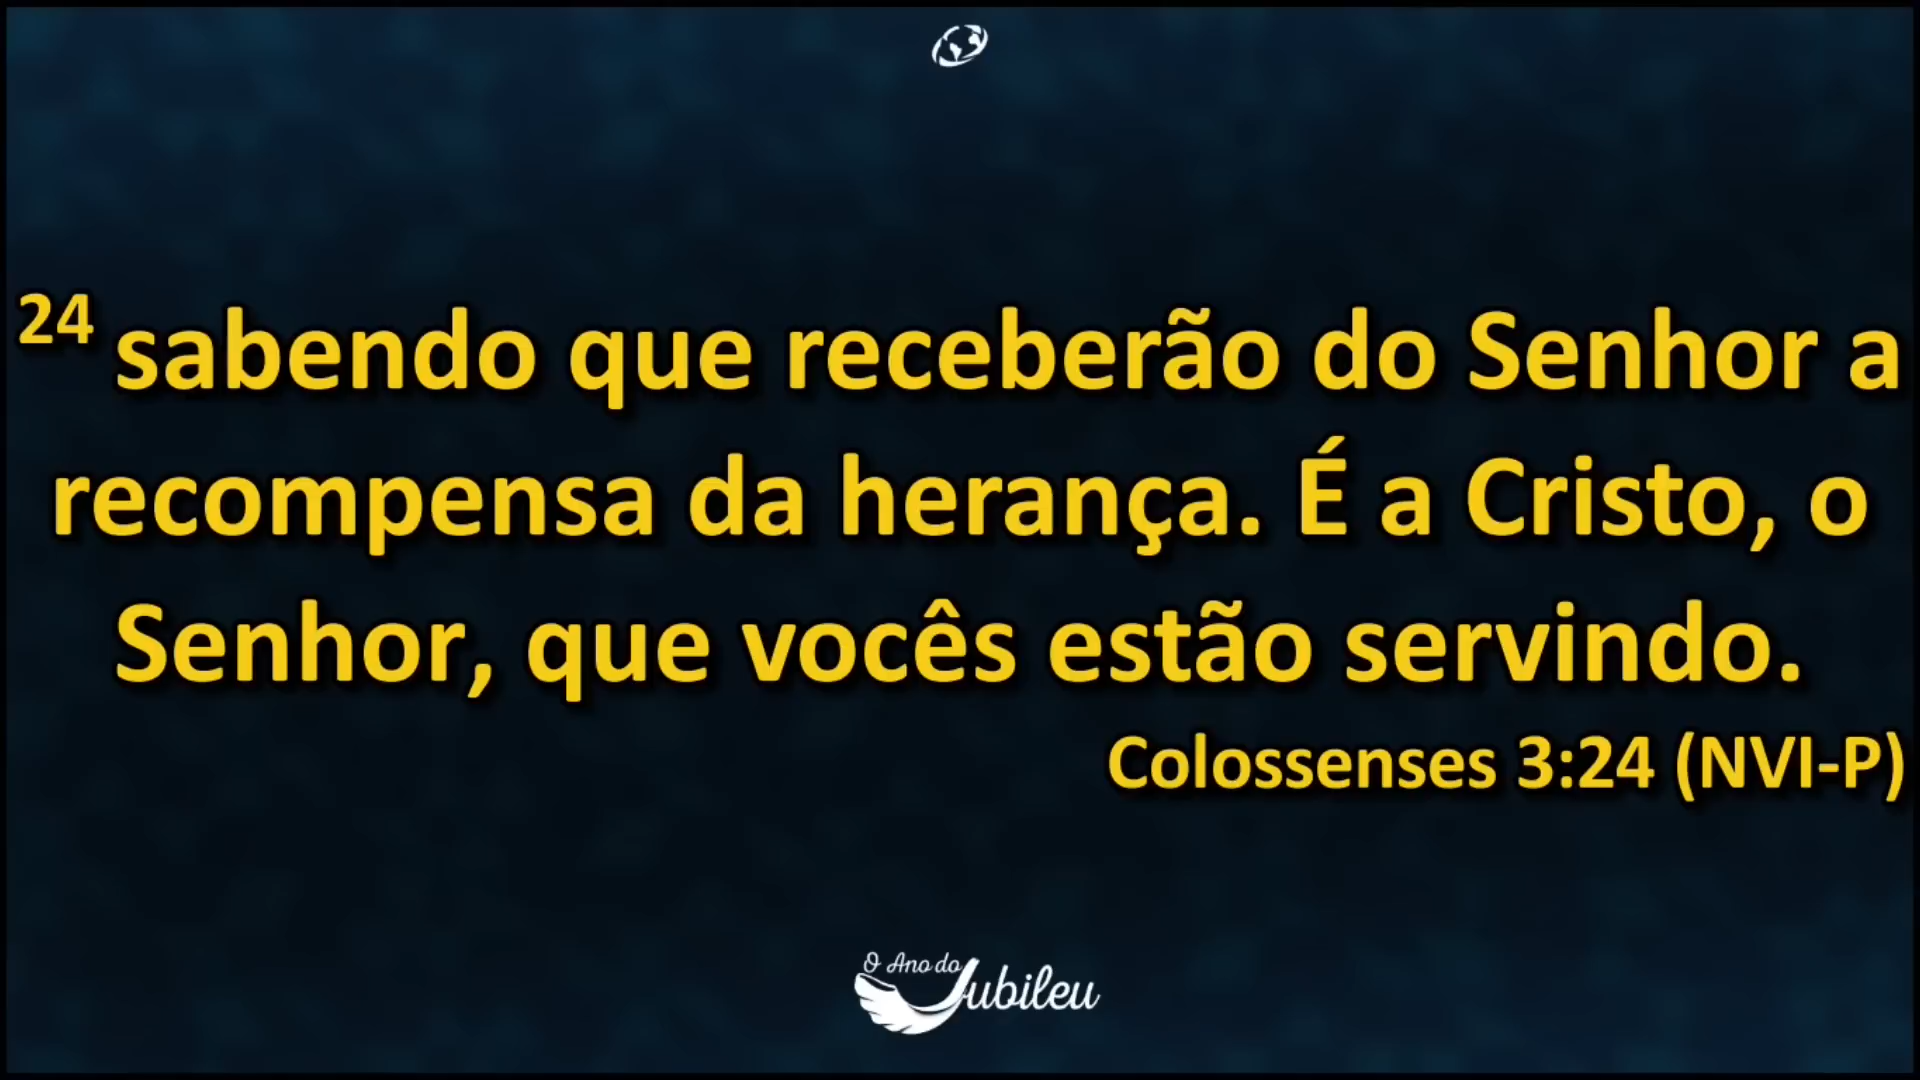 24 sabendo que receberão do Senhor a
recompensa da herança. É a Cristo, o
Senhor, que vocês estão servindo.
Colossenses 3:24 (NVI-P)
O Ano do
Jubileu